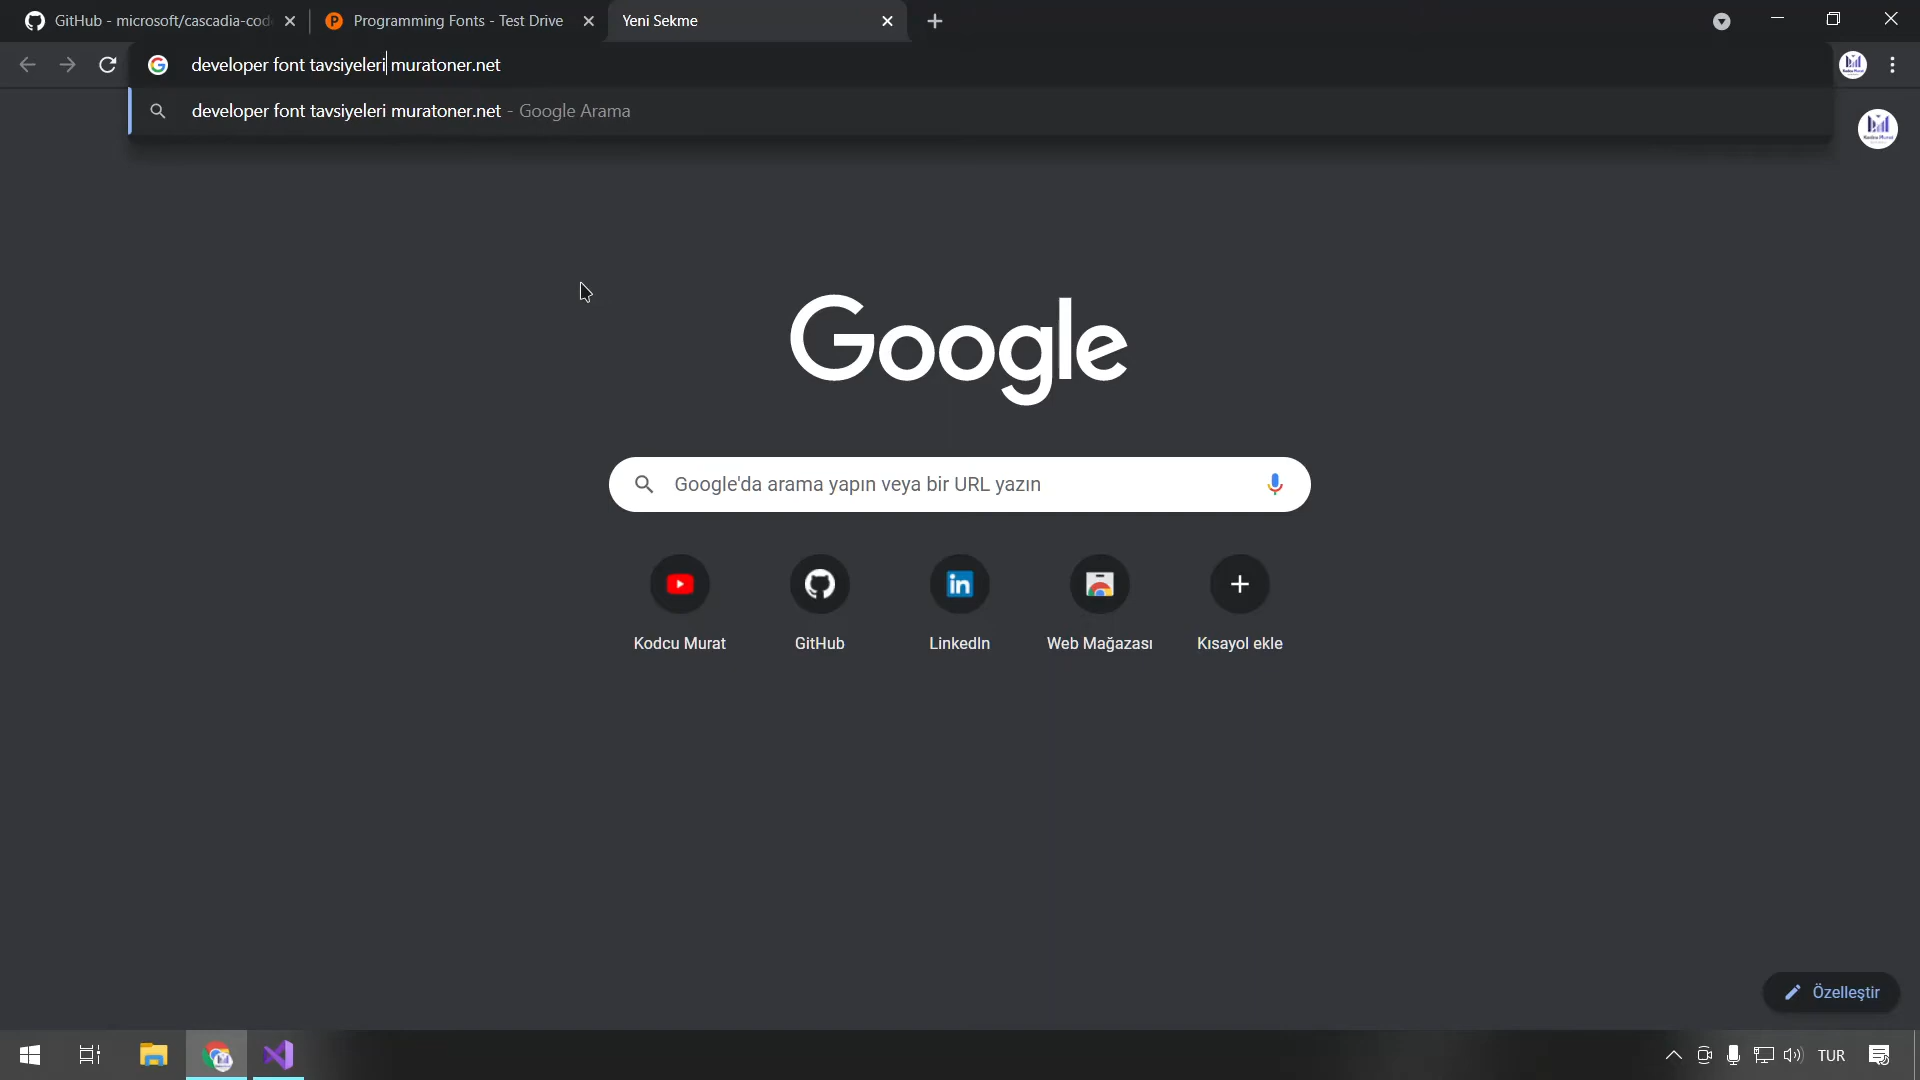 GitHub - microsoft/cascadia-cod
Programming Fonts - Test Drive
Yeni Sekme
developer font tavsiyeleri muratoner.net
developer font tavsiyeleri muratoner.net - Google Arama
Google
Google'da arama yapın veya bir URL yazın
Kodcu Murat
GitHub
LinkedIn
Web Mağazası
Kısayol ekle
Özelleştir
TUR